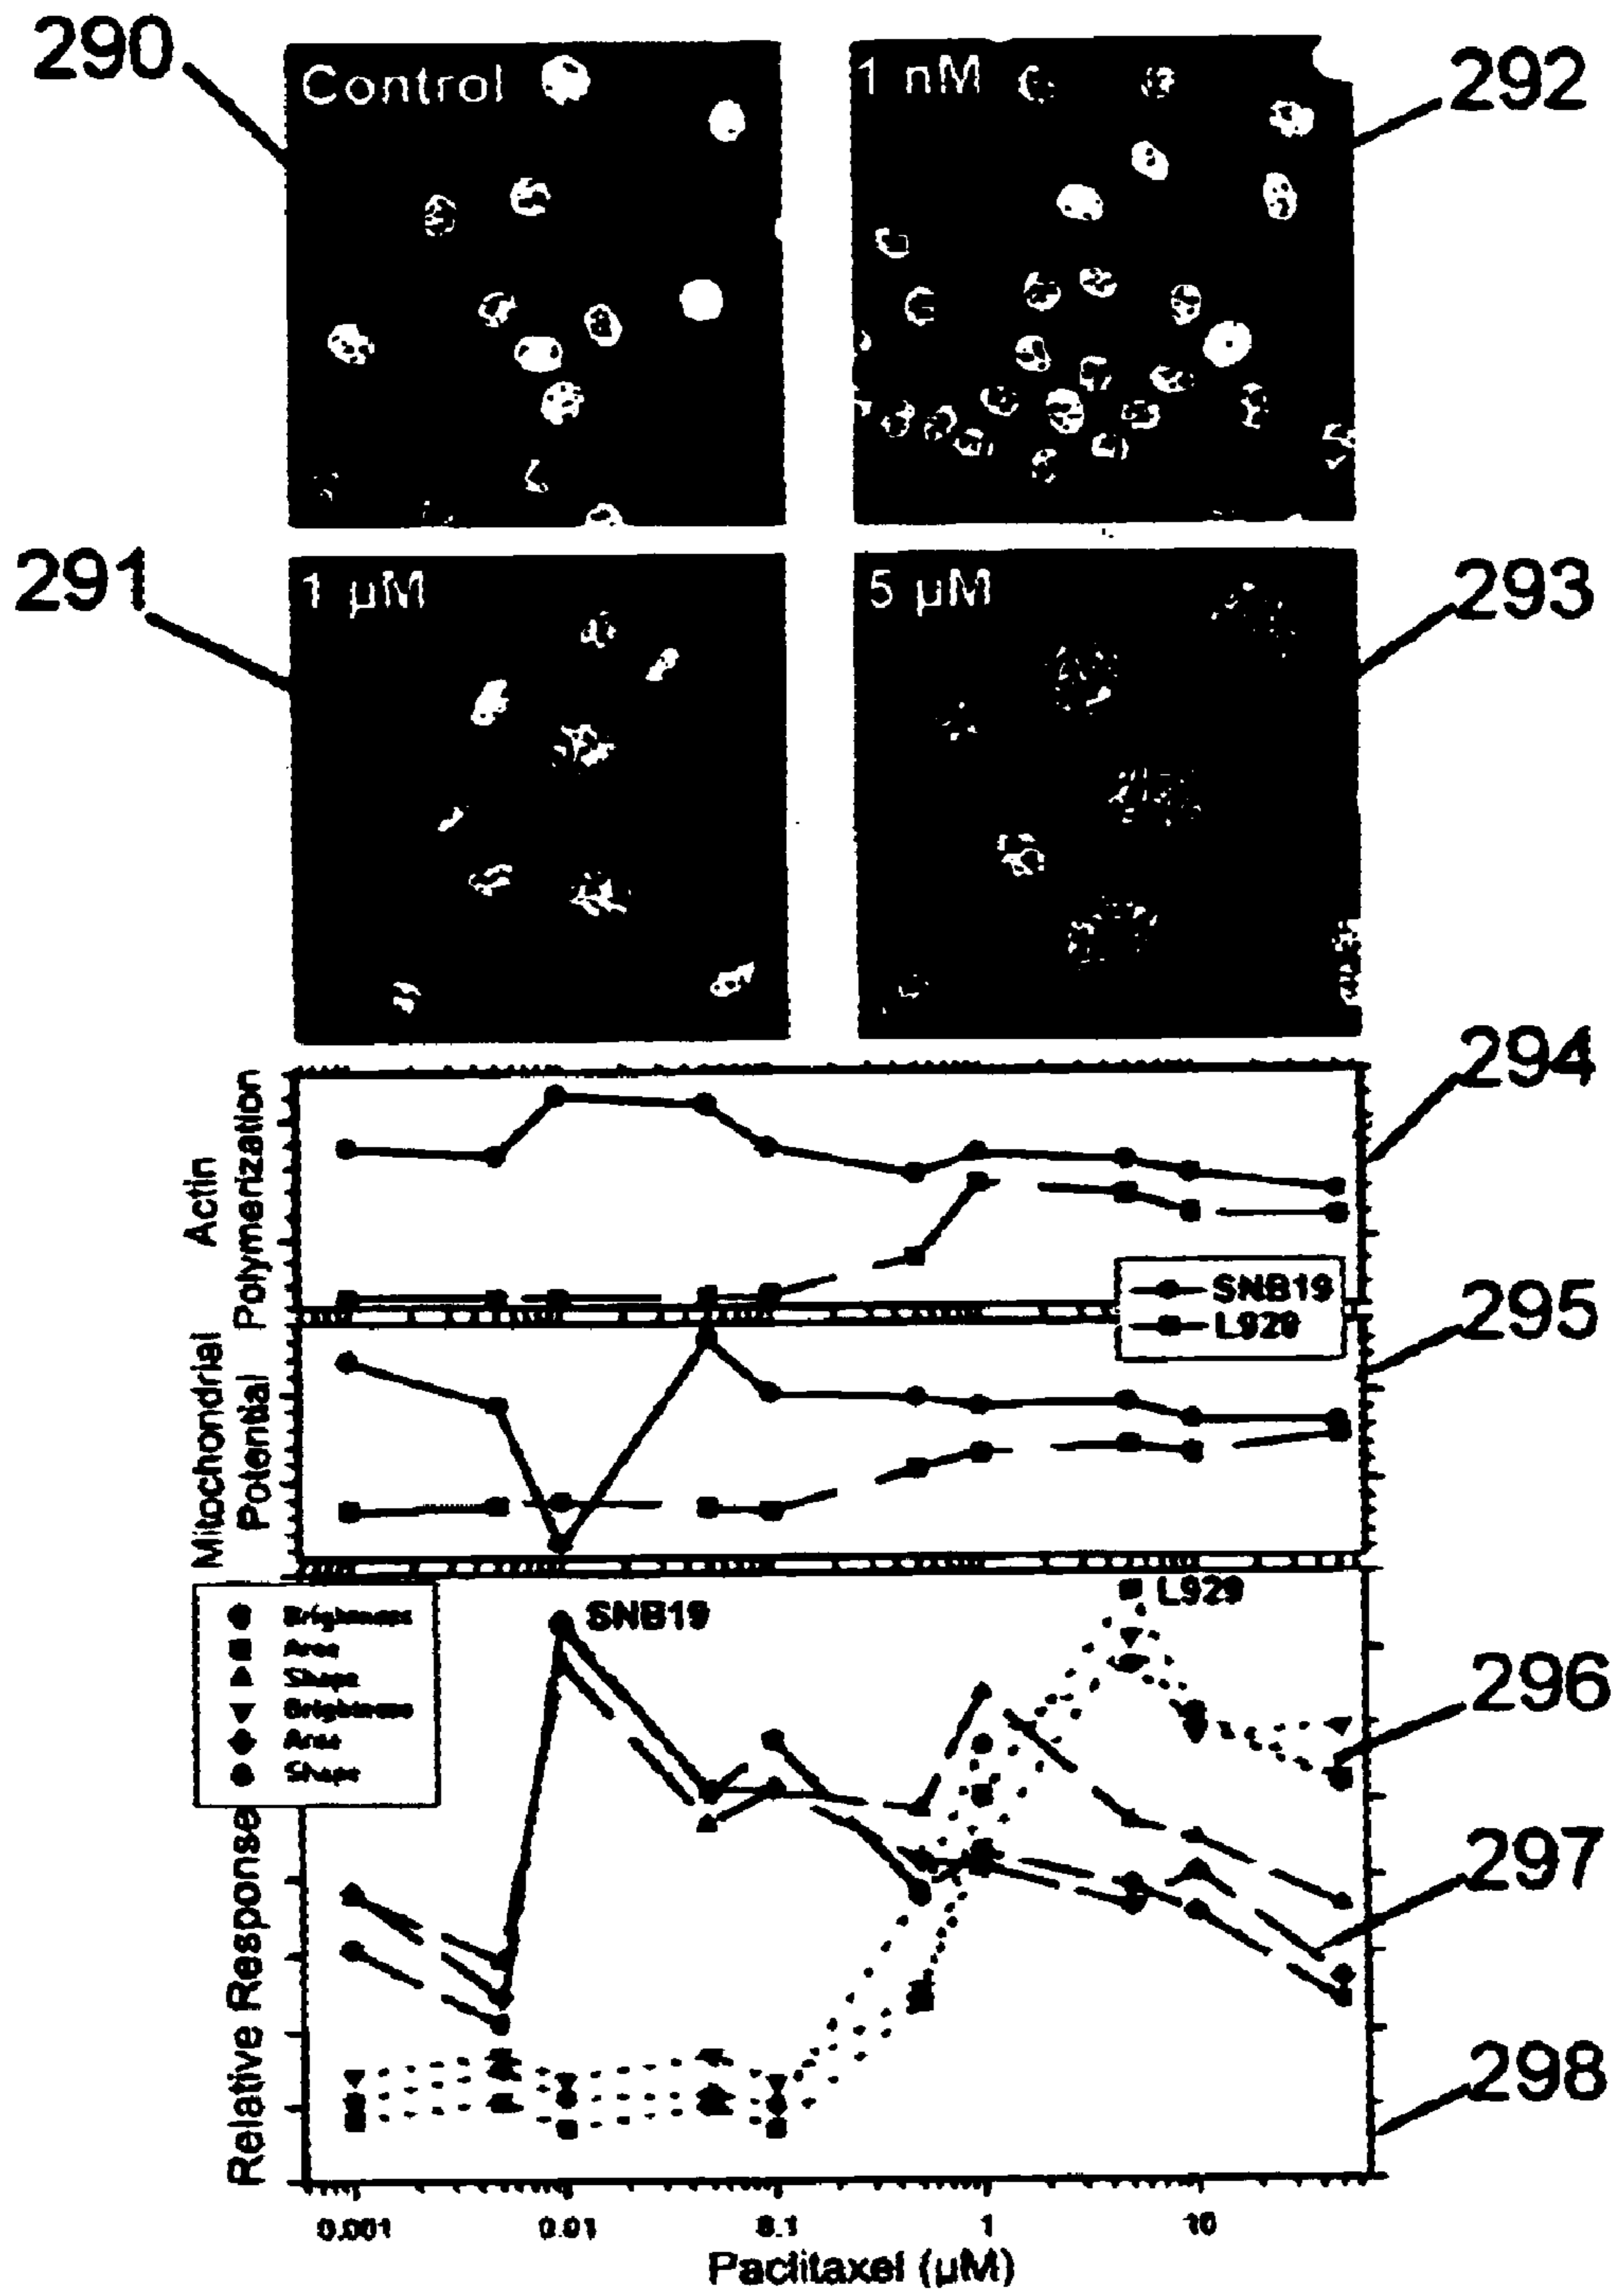 290
Control
1 nM
292
291
1 µM
5 µM
293
294
Actin
Polymerization
SNB19
L929
295
Mitochondrial
Potential
Brightness
Area
Shape
Brightness
Area
Shape
SNB19
L929
296
297
298
Relative Response
0.001
0.01
0.1
1
10
Paclitaxel (µM)